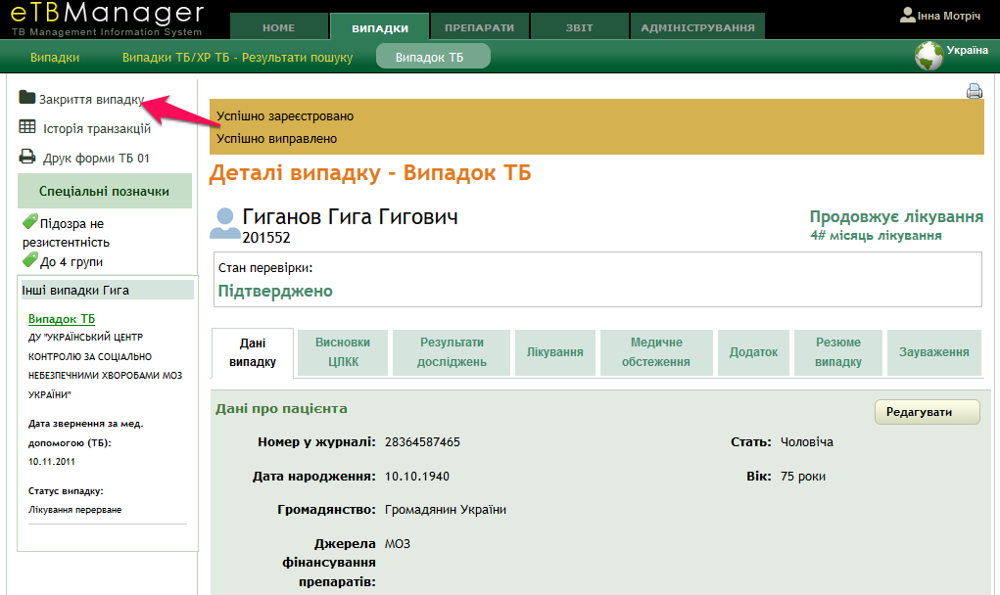 eTBManager
TB Management Information System
HOME
ВИПАДКИ
ПРЕПАРАТИ
ЗВІТ
АДМІНІСТРУВАННЯ
Інна Мотріч
Випадки
Випадки ТБ/ХР ТБ - Результати пошуку
Випадок ТБ
Україна
Закриття випадку
Історія транзакцій
Друк форми ТБ 01
Спеціальні позначки
Підозра не
резистентність
До 4 групи
Інші випадки Гига
Випадок ТБ
ДУ "УКРАЇНСЬКИЙ ЦЕНТР
КОНТРОЛЮ ЗА СОЦІАЛЬНО
НЕБЕЗПЕЧНИМИ ХВОРОБАМИ МОЗ
УКРАЇНИ"
Дата звернення за мед.
допомогою (ТБ):
10.11.2011
Статус випадку:
Лікування перерване
Успішно зареєстровано
Успішно виправлено
Деталі випадку - Випадок ТБ
Гиганов Гига Гигович
201552
Продовжує лікування
4# місяць лікування
Стан перевірки:
Підтверджено
Дані
випадку
Висновки
ЦЛКК
Результати
досліджень
Лікування
Медичне
обстеження
Додаток
Резюме
випадку
Зауваження
Дані про пацієнта
Редагувати
Номер у журналі: 28364587465
Стать: Чоловіча
Дата народження: 10.10.1940
Вік: 75 роки
Громадянство: Громадянин України
Джерела МОЗ
фінансування
препаратів: